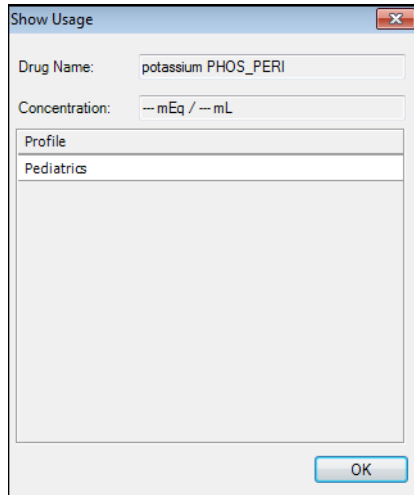 Show Usage
Drug Name: potassium PHOS_PERI
Concentration: --- mEq / --- mL
Profile
Pediatrics
OK